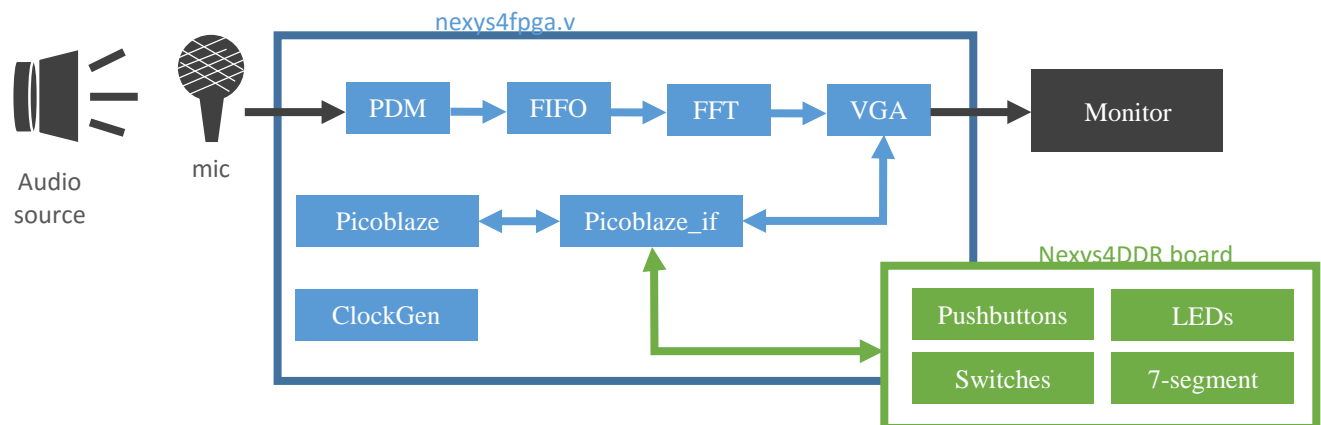 nexys4fpga.v
PDM
FIFO
FFT
VGA
Monitor
mic
Audio
source
Picoblaze
Picoblaze_if
Nexys4DDR board
ClockGen
Pushbuttons
LEDs
Switches
7-segment